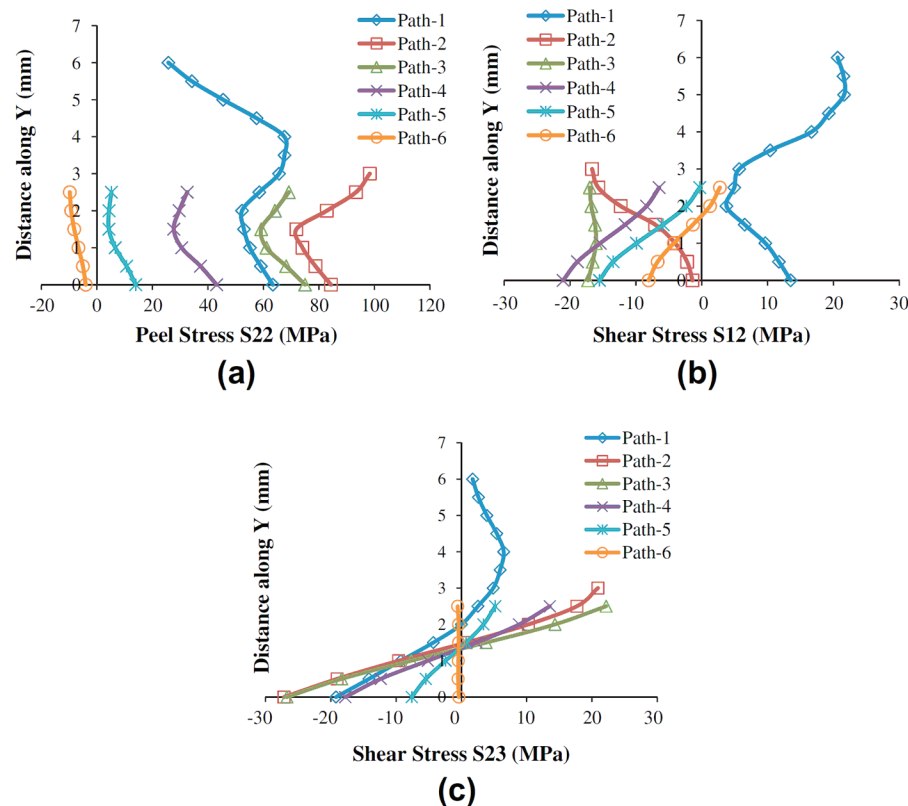 Distance along Y (mm)
7
6
5
4
3
2
1
0
-20 0 20 40 60 80 100 120
Peel Stress S22 (MPa)
Path-1
Path-2
Path-3
Path-4
Path-5
Path-6
(a)
Distance along Y (mm)
7
6
5
4
3
2
1
0
-30 -20 -10 0 10 20 30
Shear Stress S12 (MPa)
Path-1
Path-2
Path-3
Path-4
Path-5
Path-6
(b)
Distance along Y (mm)
7
6
5
4
3
2
1
0
-30 -20 -10 0 10 20 30
Shear Stress S23 (MPa)
Path-1
Path-2
Path-3
Path-4
Path-5
Path-6
(c)